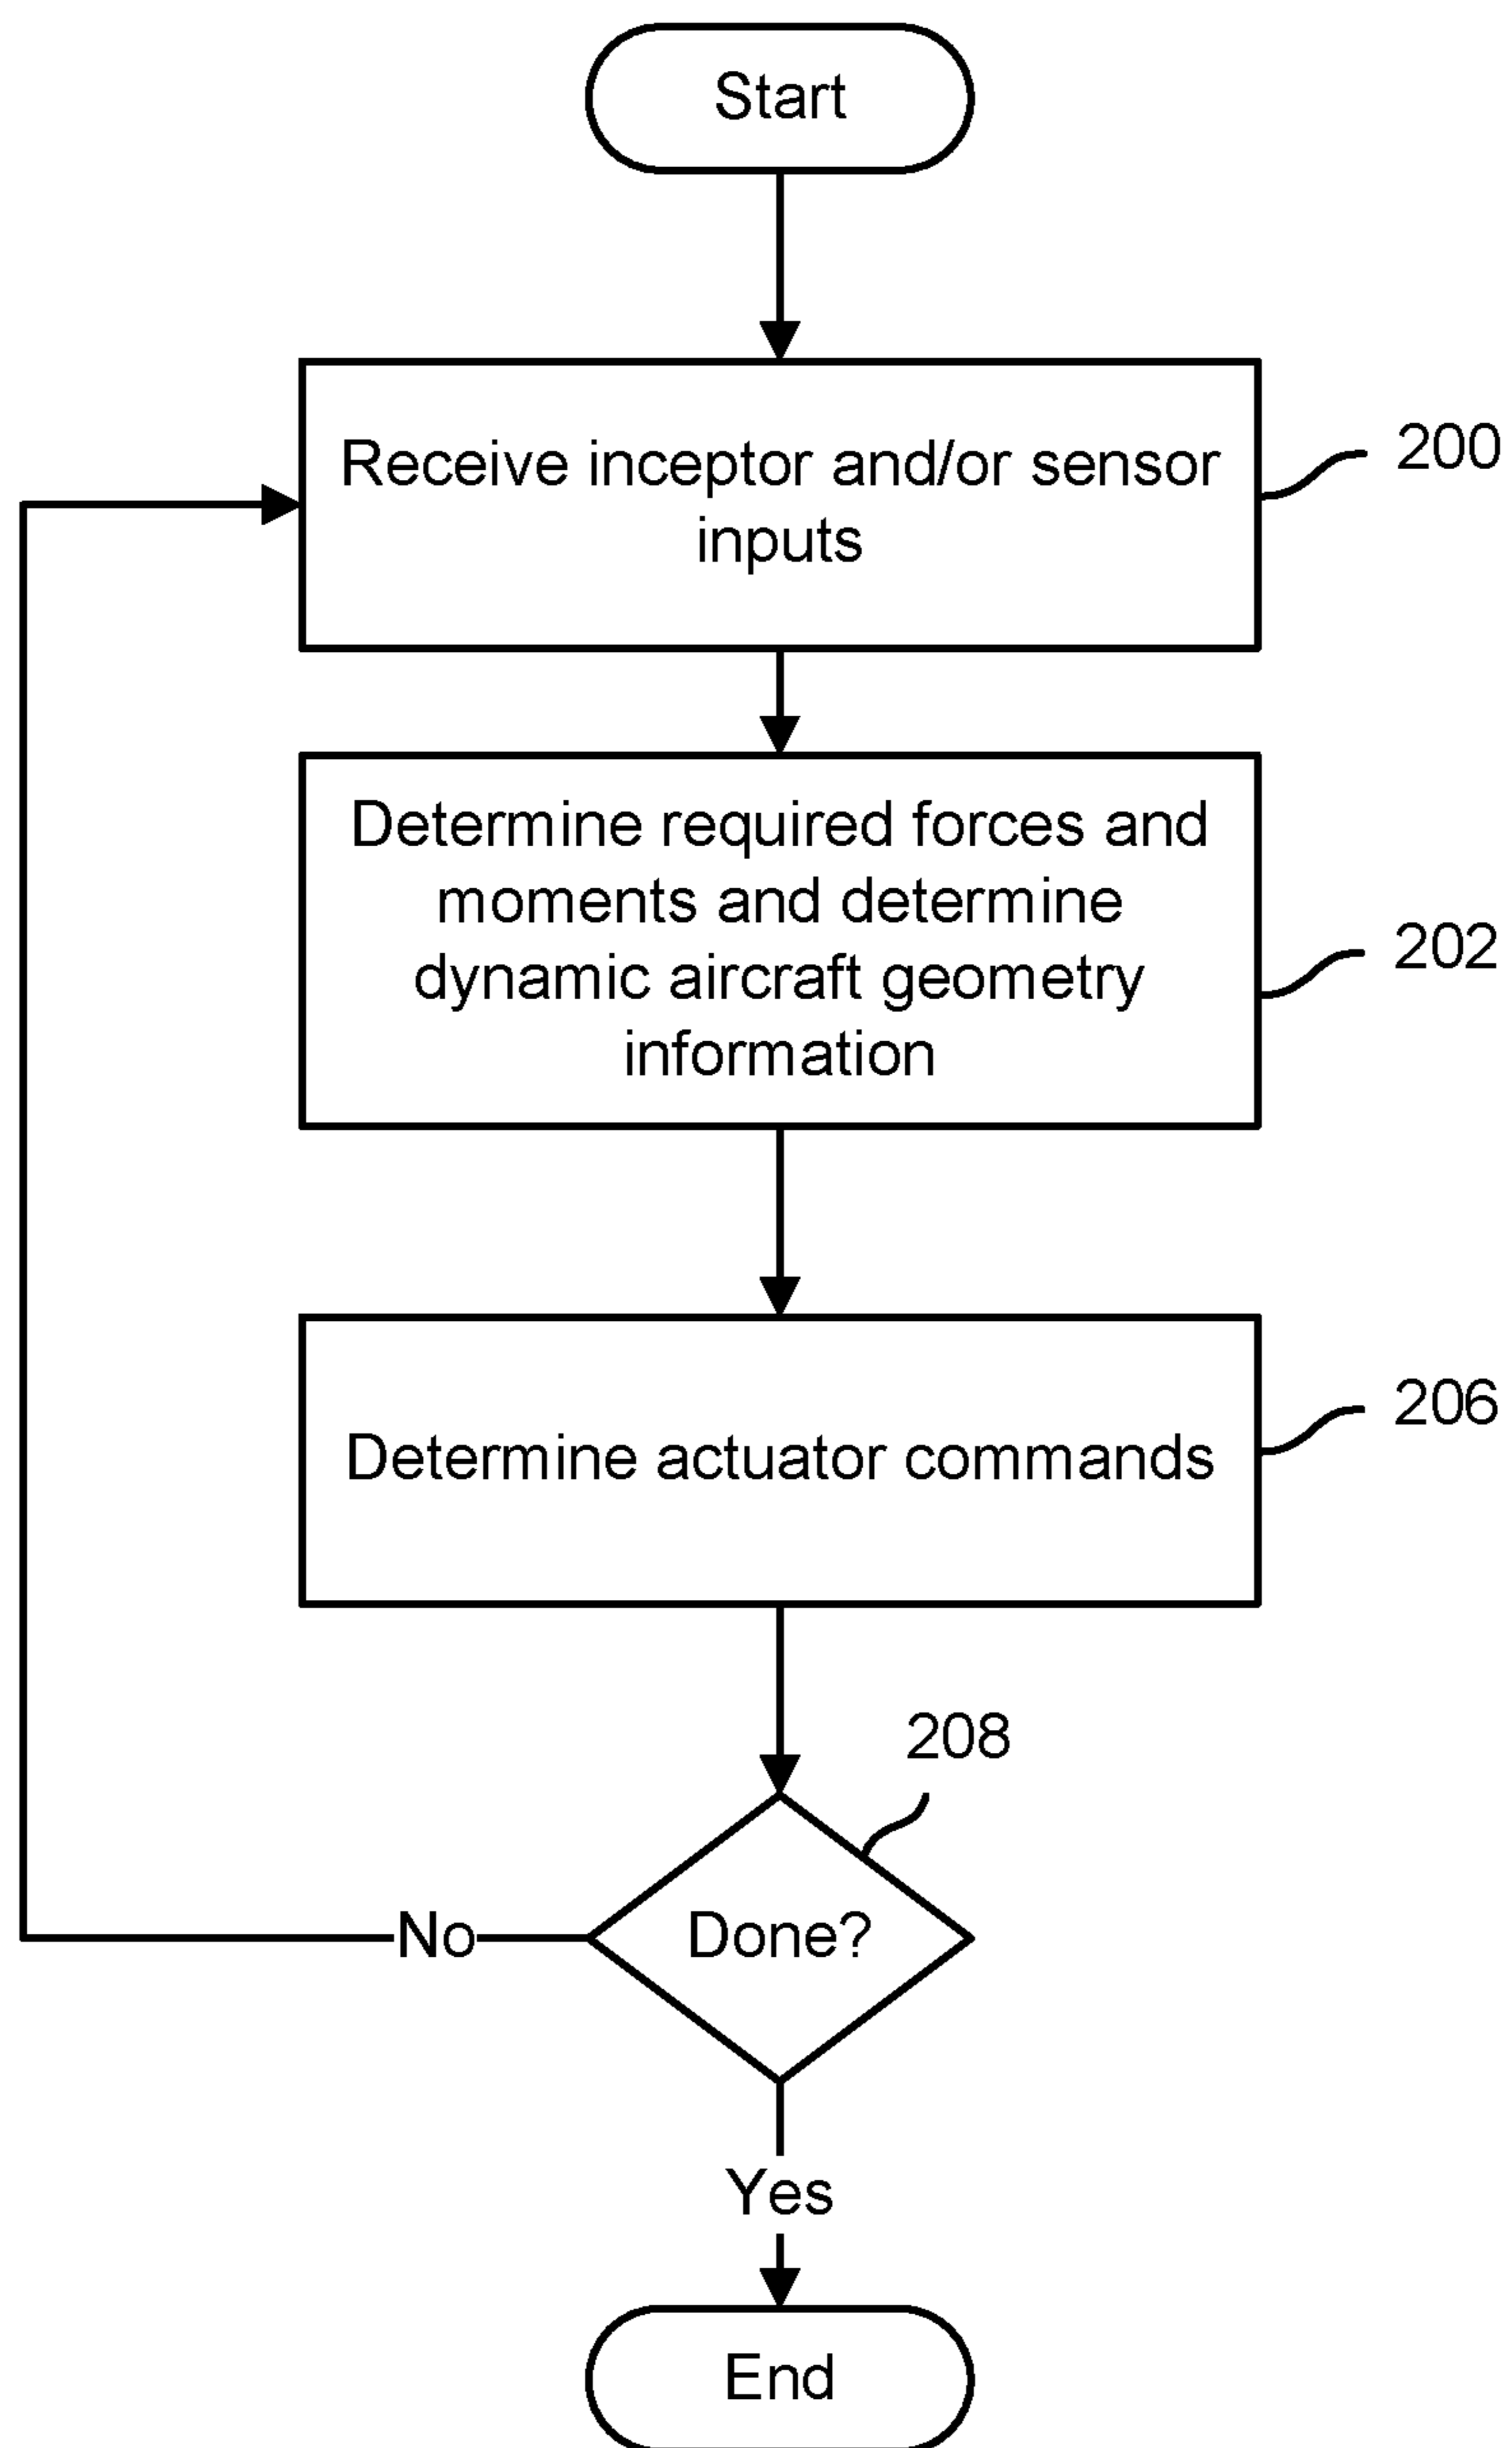 Start
Receive inceptor and/or sensor
inputs
200
Determine required forces and
moments and determine
dynamic aircraft geometry
information
202
Determine actuator commands
206
208
Done?
No
Yes
End